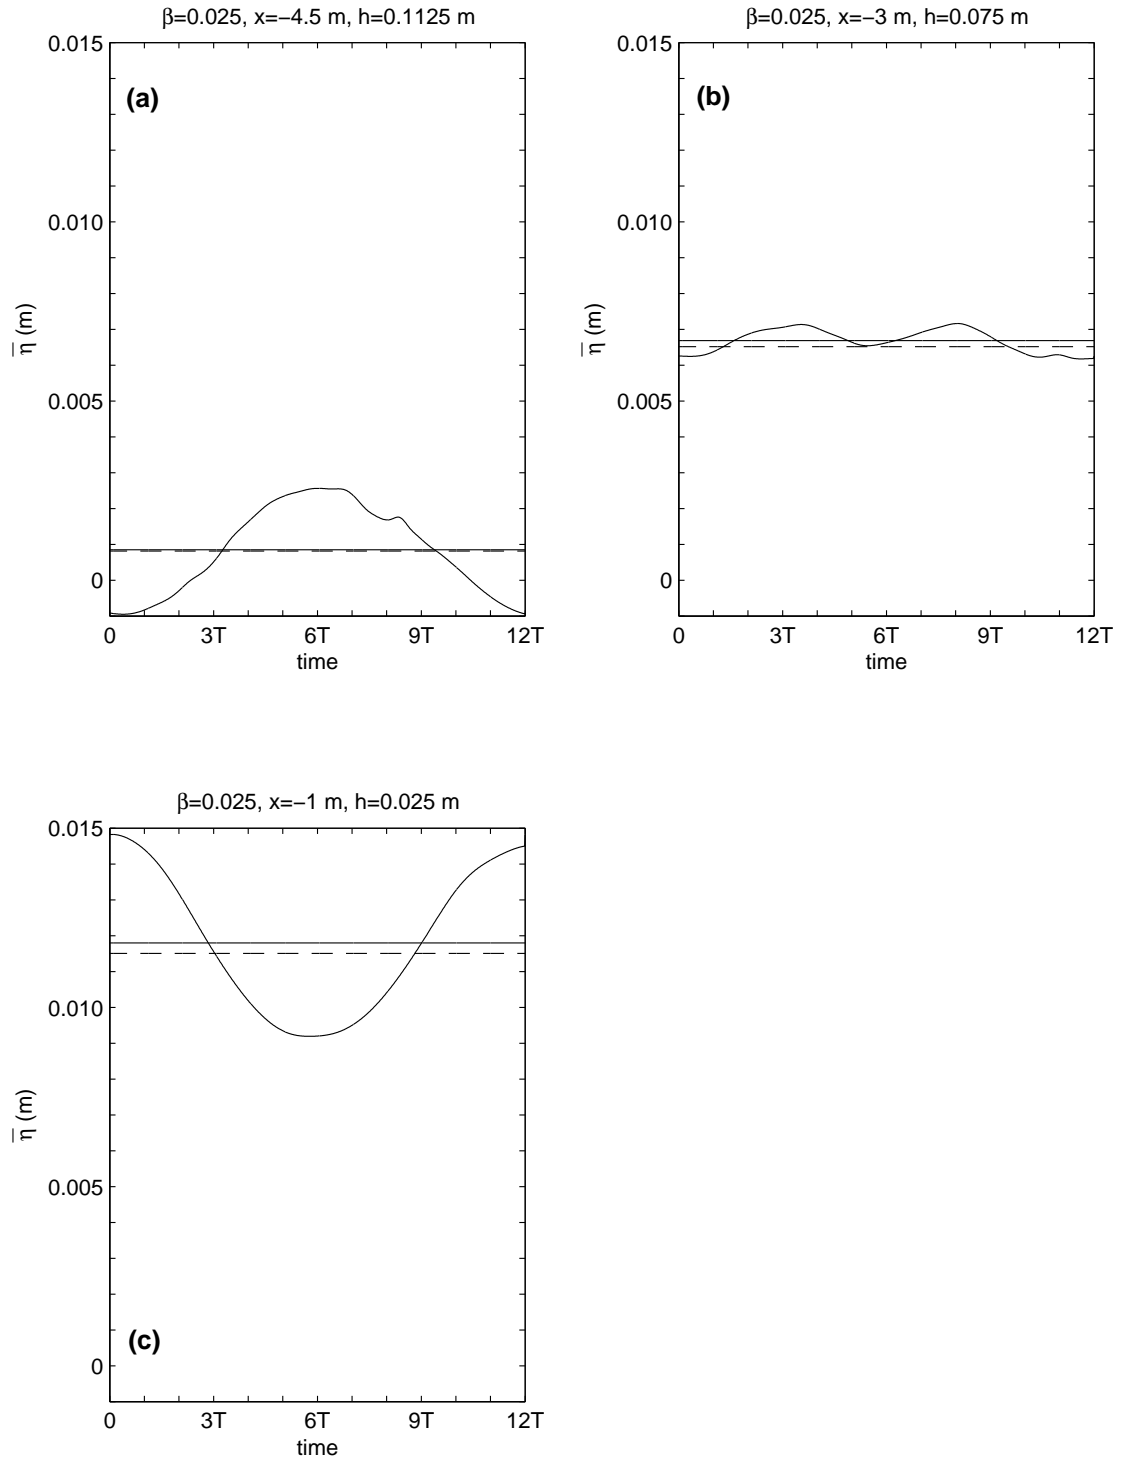 β=0.025, x=−4.5 m, h=0.1125 m
(a)
0.015
0.010
0.005
0
η̅ (m)
0 3T 6T 9T 12T
time
β=0.025, x=−3 m, h=0.075 m
(b)
0.015
0.010
0.005
0
η̅ (m)
0 3T 6T 9T 12T
time
β=0.025, x=−1 m, h=0.025 m
0.015
0.010
0.005
0
η̅ (m)
(c)
0 3T 6T 9T 12T
time